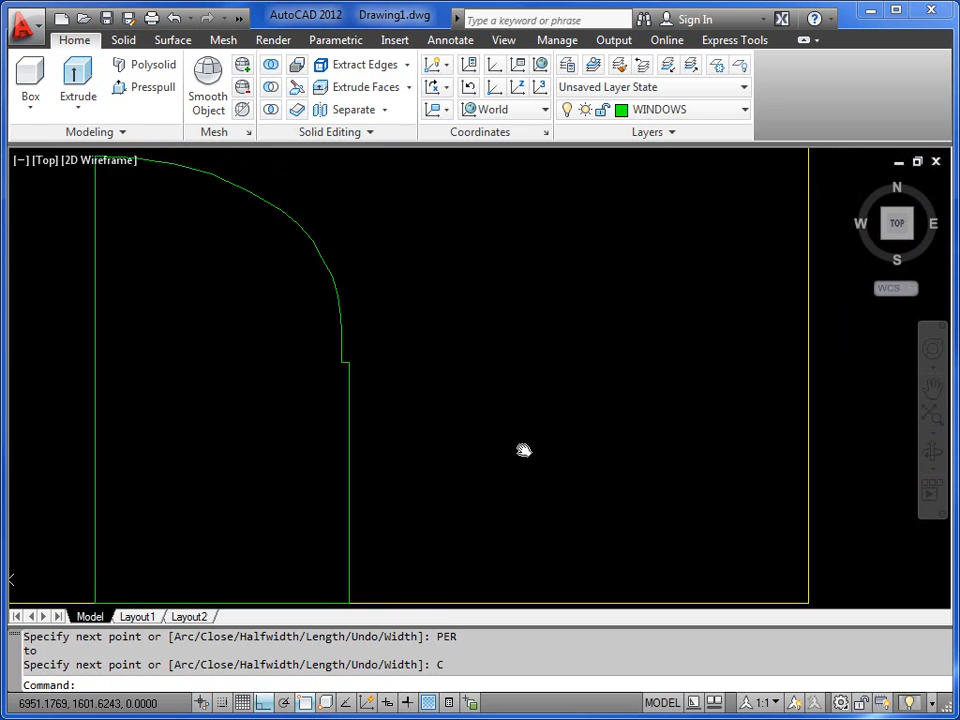 AutoCAD 2012 Drawing1.dwg Type a keyword or phrase Sign In
Home Solid Surface Mesh Render Parametric Insert Annotate View Manage Output Online Express Tools
Box Extrude Polysolid Presspull Smooth Object Extract Edges Extrude Faces Separate World Unsaved Layer State WINDOWS
Modeling Mesh Solid Editing Coordinates Layers
[−] [Top] [2D Wireframe]
N
W TOP E
S
WCS
Model Layout1 Layout2
Specify next point or [Arc/Close/Halfwidth/Length/Undo/Width]: PER
to
Specify next point or [Arc/Close/Halfwidth/Length/Undo/Width]: C
Command:
6951.1769, 1601.6243, 0.0000 MODEL 1:1